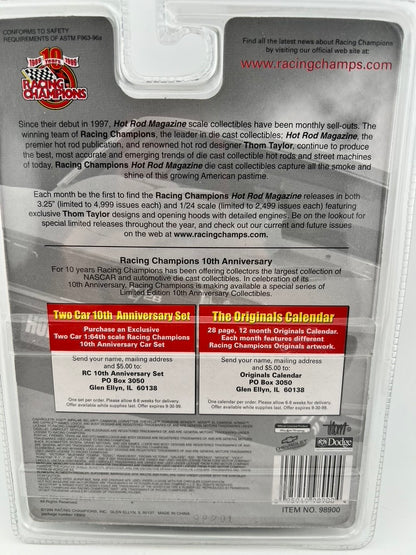 CONFORMS TO SAFETY
REQUIREMENTS OF ASTM F963-96a
10
1989 YEARS 1999
RACING
CHAMPIONS
Find all the latest news about Racing Champions
by visiting our official web site at:
www.racingchamps.com
Since their debut in 1997, Hot Rod Magazine scale collectibles have been monthly sell-outs. The
winning team of Racing Champions, the leader in die cast collectibles; Hot Rod Magazine, the
premier hot rod publication, and renowned hot rod designer Thom Taylor, continue to produce
the best, most accurate and emerging trends of die cast collectible hot rods and street machines
of today. Racing Champions Hot Rod Magazine die cast collectibles capture all the smoke and
shine of this growing American pastime.
Each month be the first to find the Racing Champions Hot Rod Magazine releases in both
3.25" (limited to 4,999 issues each) and 1/24 scale (limited to 2,499 issues each) featuring
exclusive Thom Taylor designs and opening hoods with detailed engines. Be on the lookout for
special limited releases throughout the year, and check out our current and future issues
on the web at www.racingchamps.com.
Racing Champions 10th Anniversary
For 10 years Racing Champions has been offering collectors the largest collection of
NASCAR and automotive die cast collectibles. In celebration of its
10th Anniversary, Racing Champions is making available a special series of
Limited Edition 10th Anniversary Collectibles.
Two Car 10th Anniversary Set
Purchase an Exclusive
Two Car 1:64th scale Racing Champions
10th Anniversary Car Set
Send your name, mailing address
and $5.00 to:
RC 10th Anniversary Set
PO Box 3050
Glen Ellyn, IL 60138
One set per order. Please allow 6-8 weeks for delivery.
Offer available while supplies last. Offer expires 9-30-99.
The Originals Calendar
28 page, 12 month Originals Calendar.
Each month features different
Racing Champions Originals artwork.
Send your name, mailing address
and $5.00 to:
Originals Calendar
PO Box 3050
Glen Ellyn, IL 60138
One calendar per order. Please allow 6-8 weeks for delivery.
Offer available while supplies last. Offer expires 9-30-99.
Dodge
All Rights Reserved.
©1999 RACING CHAMPIONS, INC. GLEN ELLYN, IL 60137. MADE IN CHINA
ITEM NO. 98900